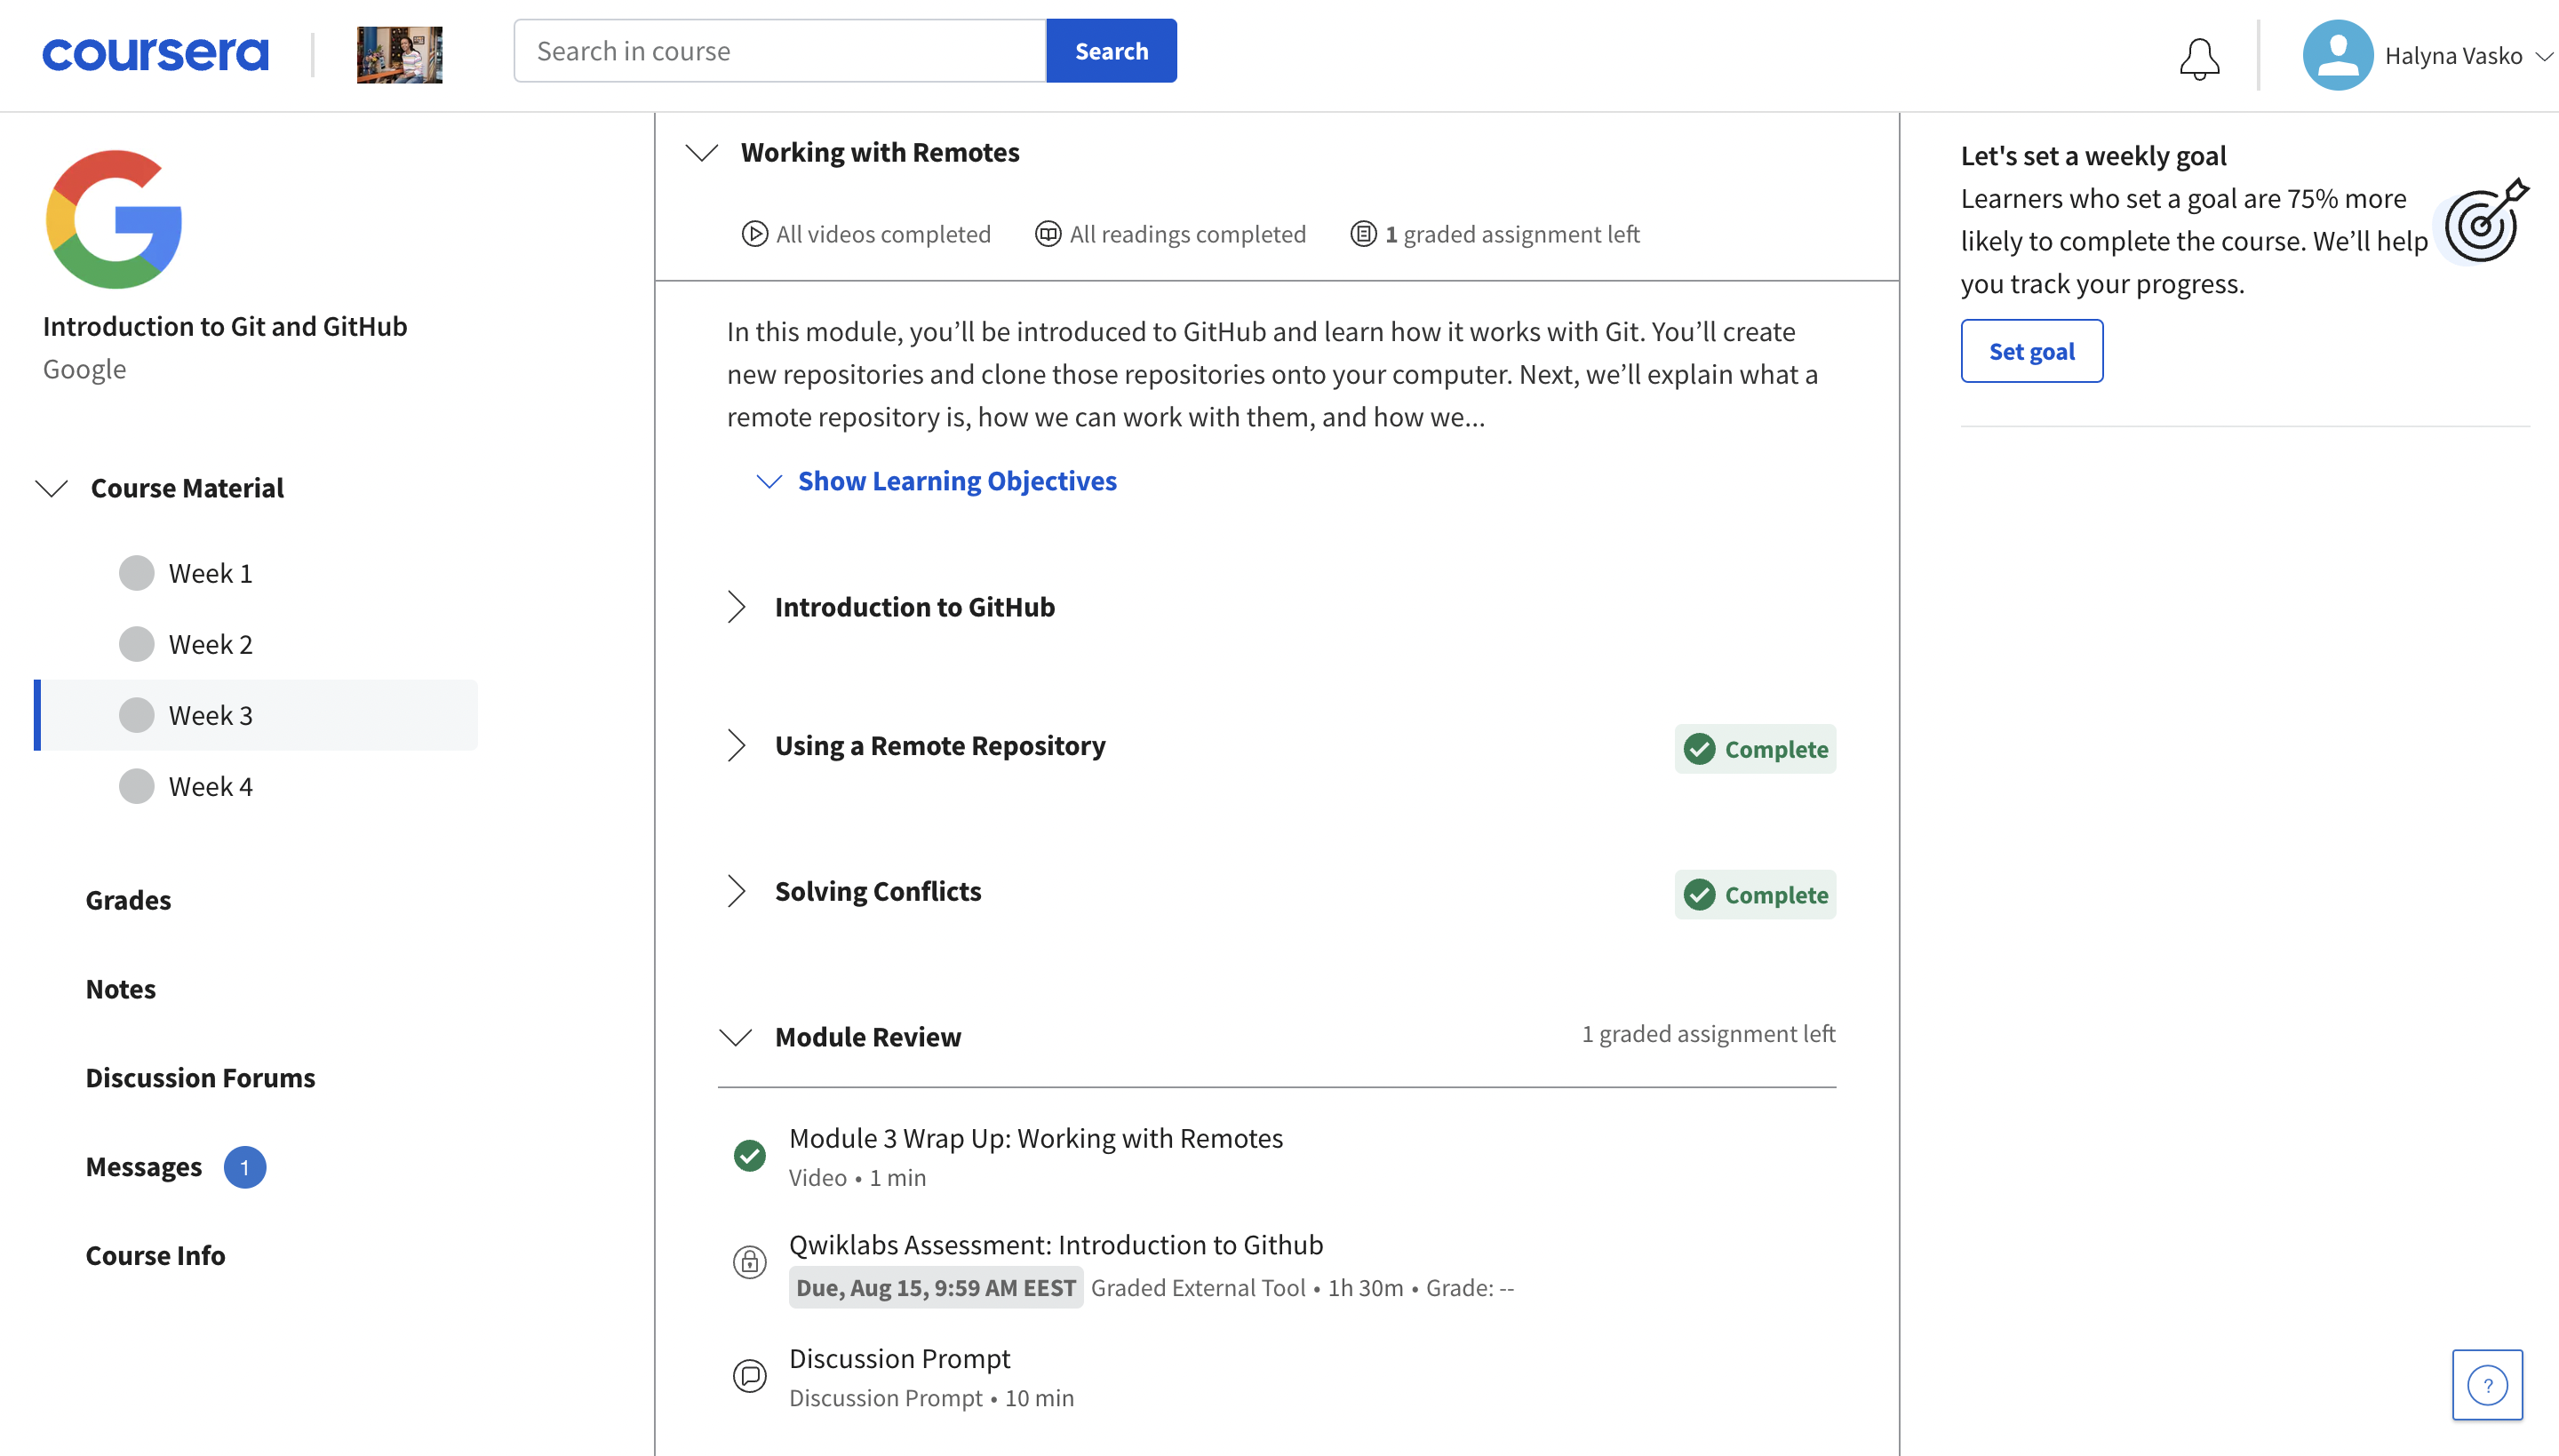 coursera
Search in course
Search
Halyna Vasko
Introduction to Git and GitHub
Google
Course Material
Week 1
Week 2
Week 3
Week 4
Grades
Notes
Discussion Forums
Messages 1
Course Info
Working with Remotes
All videos completed All readings completed 1 graded assignment left
In this module, you’ll be introduced to GitHub and learn how it works with Git. You’ll create
new repositories and clone those repositories onto your computer. Next, we’ll explain what a
remote repository is, how we can work with them, and how we...
Show Learning Objectives
Introduction to GitHub
Using a Remote Repository Complete
Solving Conflicts Complete
Module Review 1 graded assignment left
Module 3 Wrap Up: Working with Remotes
Video • 1 min
Qwiklabs Assessment: Introduction to Github
Due, Aug 15, 9:59 AM EEST Graded External Tool • 1h 30m • Grade: --
Discussion Prompt
Discussion Prompt • 10 min
Let's set a weekly goal
Learners who set a goal are 75% more
likely to complete the course. We’ll help
you track your progress.
Set goal
?